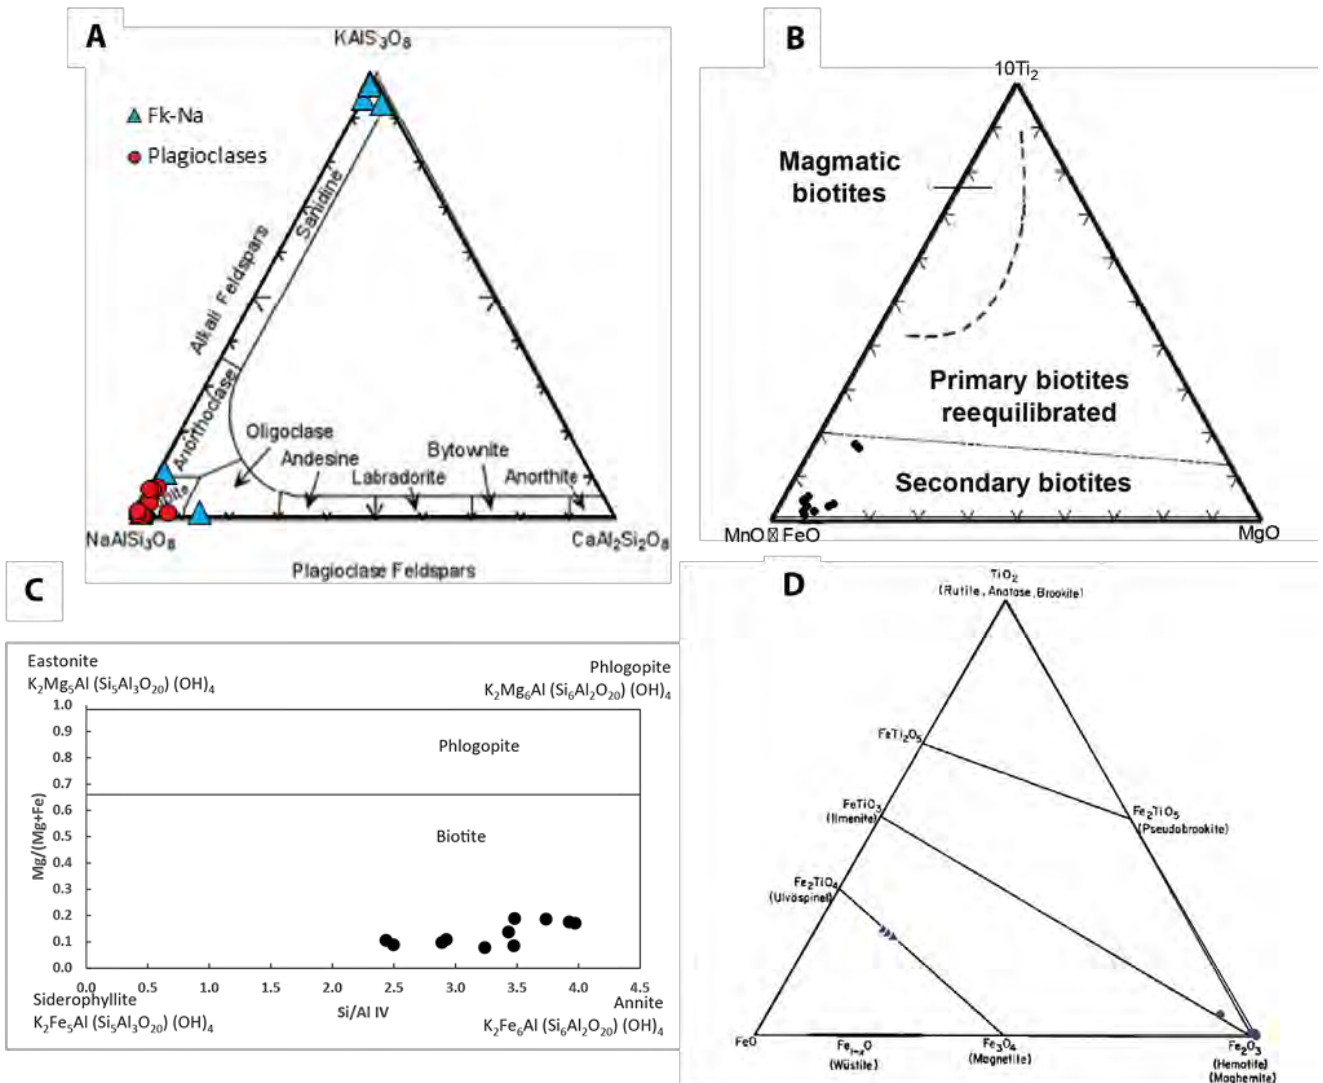 A
KAlS₃O₈
Fk-Na
Plagioclases
Sanidine
Alkali Feldspars
Anorthoclase
Oligoclase
Andesine
Labradorite
Bytownite
Anorthite
NaAlSi₃O₈
CaAl₂Si₂O₈
Plagioclase Feldspars
B
10Ti₂
Magmatic
biotites
Primary biotites
reequilibrated
Secondary biotites
MnO FeO
MgO
C
Eastonite
K₂Mg₅Al (Si₅Al₃O₂₀) (OH)₄
Phlogopite
K₂Mg₆Al (Si₆Al₂O₂₀) (OH)₄
1.0
0.9
0.8
0.7
0.6
0.5
0.4
0.3
0.2
0.1
0.0
Mg/(Mg+Fe)
Phlogopite
Biotite
0.0 0.5 1.0 1.5 2.0 2.5 3.0 3.5 4.0 4.5
Si/Al IV
Siderophyllite
K₂Fe₅Al (Si₅Al₃O₂₀) (OH)₄
Annite
K₂Fe₆Al (Si₆Al₂O₂₀) (OH)₄
D
TiO₂
(Rutile, Anatase, Brookite)
FeTi₂O₅
FeTiO₃
(Ilmenite)
Fe₂TiO₅
(Pseudobrookite)
Fe₂TiO₄
(Ulvöspinel)
FeO
Fe₁₋ₓO
(Wüstite)
Fe₃O₄
(Magnetite)
Fe₂O₃
(Hematite)
(Maghemite)